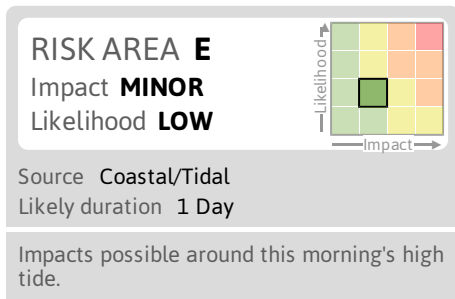 RISK AREA E
Impact MINOR
Likelihood LOW
Likelihood
Impact
Source Coastal/Tidal
Likely duration 1 Day
Impacts possible around this morning's high
tide.